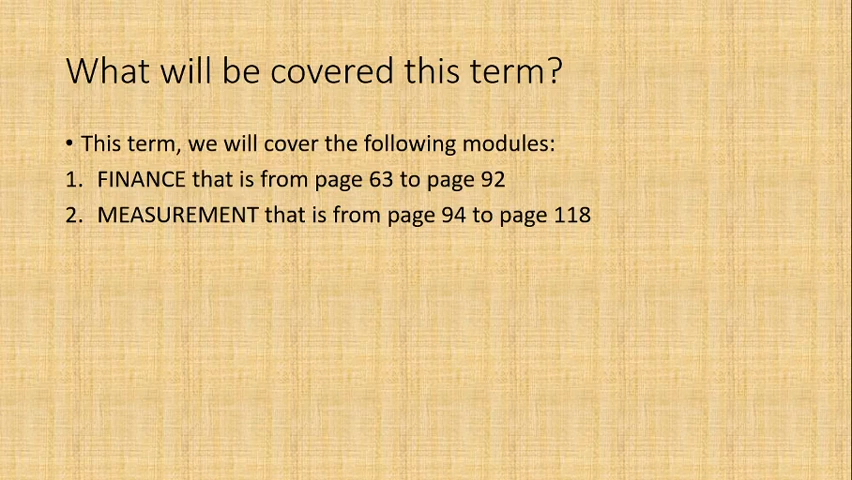 What will be covered this term?
• This term, we will cover the following modules:
1. FINANCE that is from page 63 to page 92
2. MEASUREMENT that is from page 94 to page 118